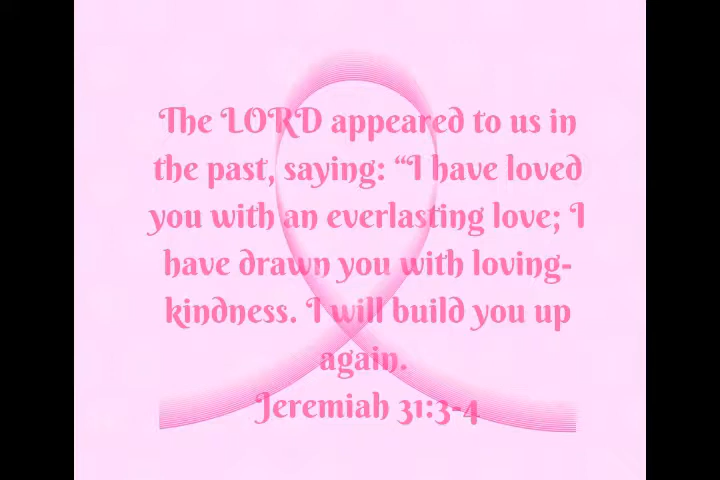 The LORD appeared to us in
the past, saying: “I have loved
you with an everlasting love; I
have drawn you with loving-
kindness. I will build you up
again.
Jeremiah 31:3-4